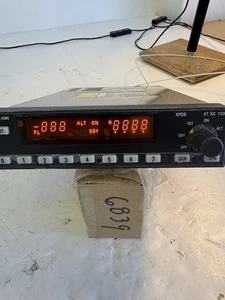 888 ALT ON 8888
FL SBY
XPDR KT 76C TSO
ON
TST ALT
SBY
OFF
0 1 2 3 4 5 6 7 CLR
6839